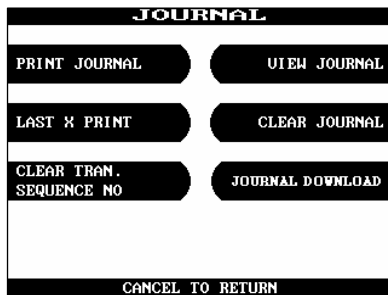 JOURNAL
PRINT JOURNAL
VIEW JOURNAL
LAST X PRINT
CLEAR JOURNAL
CLEAR TRAN.
SEQUENCE NO
JOURNAL DOWNLOAD
CANCEL TO RETURN